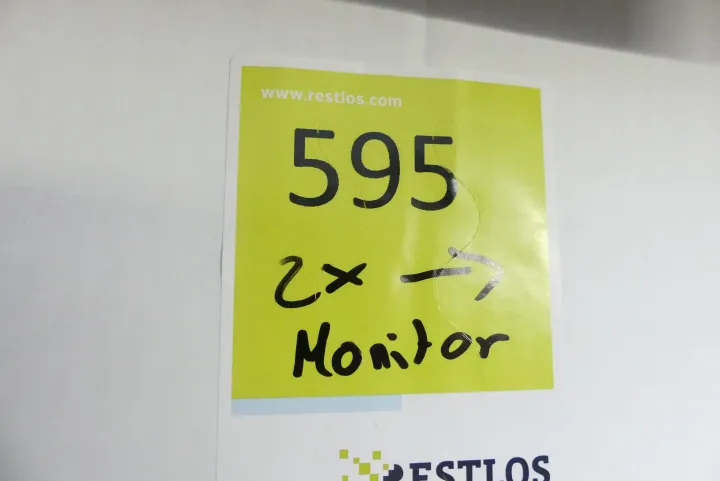 www.restlos.com
595
2x →
Monitor
RESTLOS